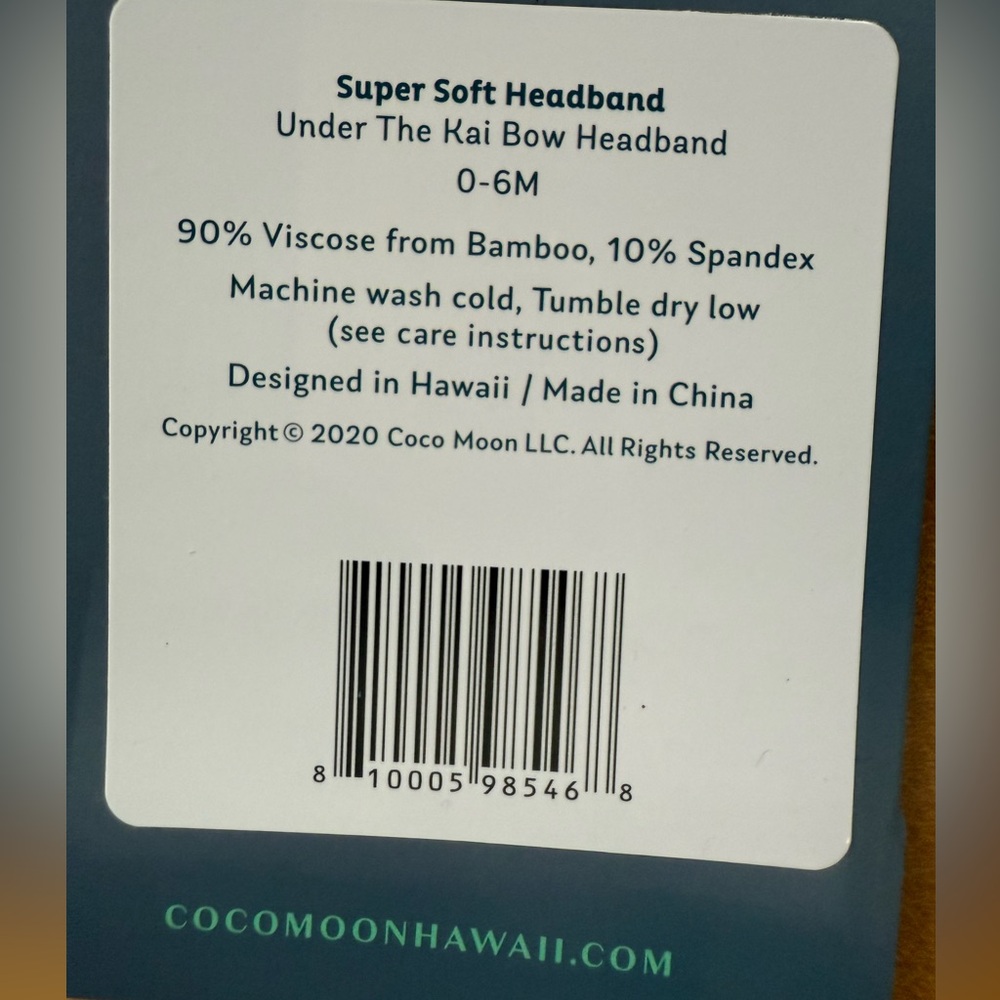 Super Soft Headband
Under The Kai Bow Headband
0-6M
90% Viscose from Bamboo, 10% Spandex
Machine wash cold, Tumble dry low
(see care instructions)
Designed in Hawaii / Made in China
Copyright © 2020 Coco Moon LLC. All Rights Reserved.
8 10005 98546 8
COCOMOONHAWAII.COM